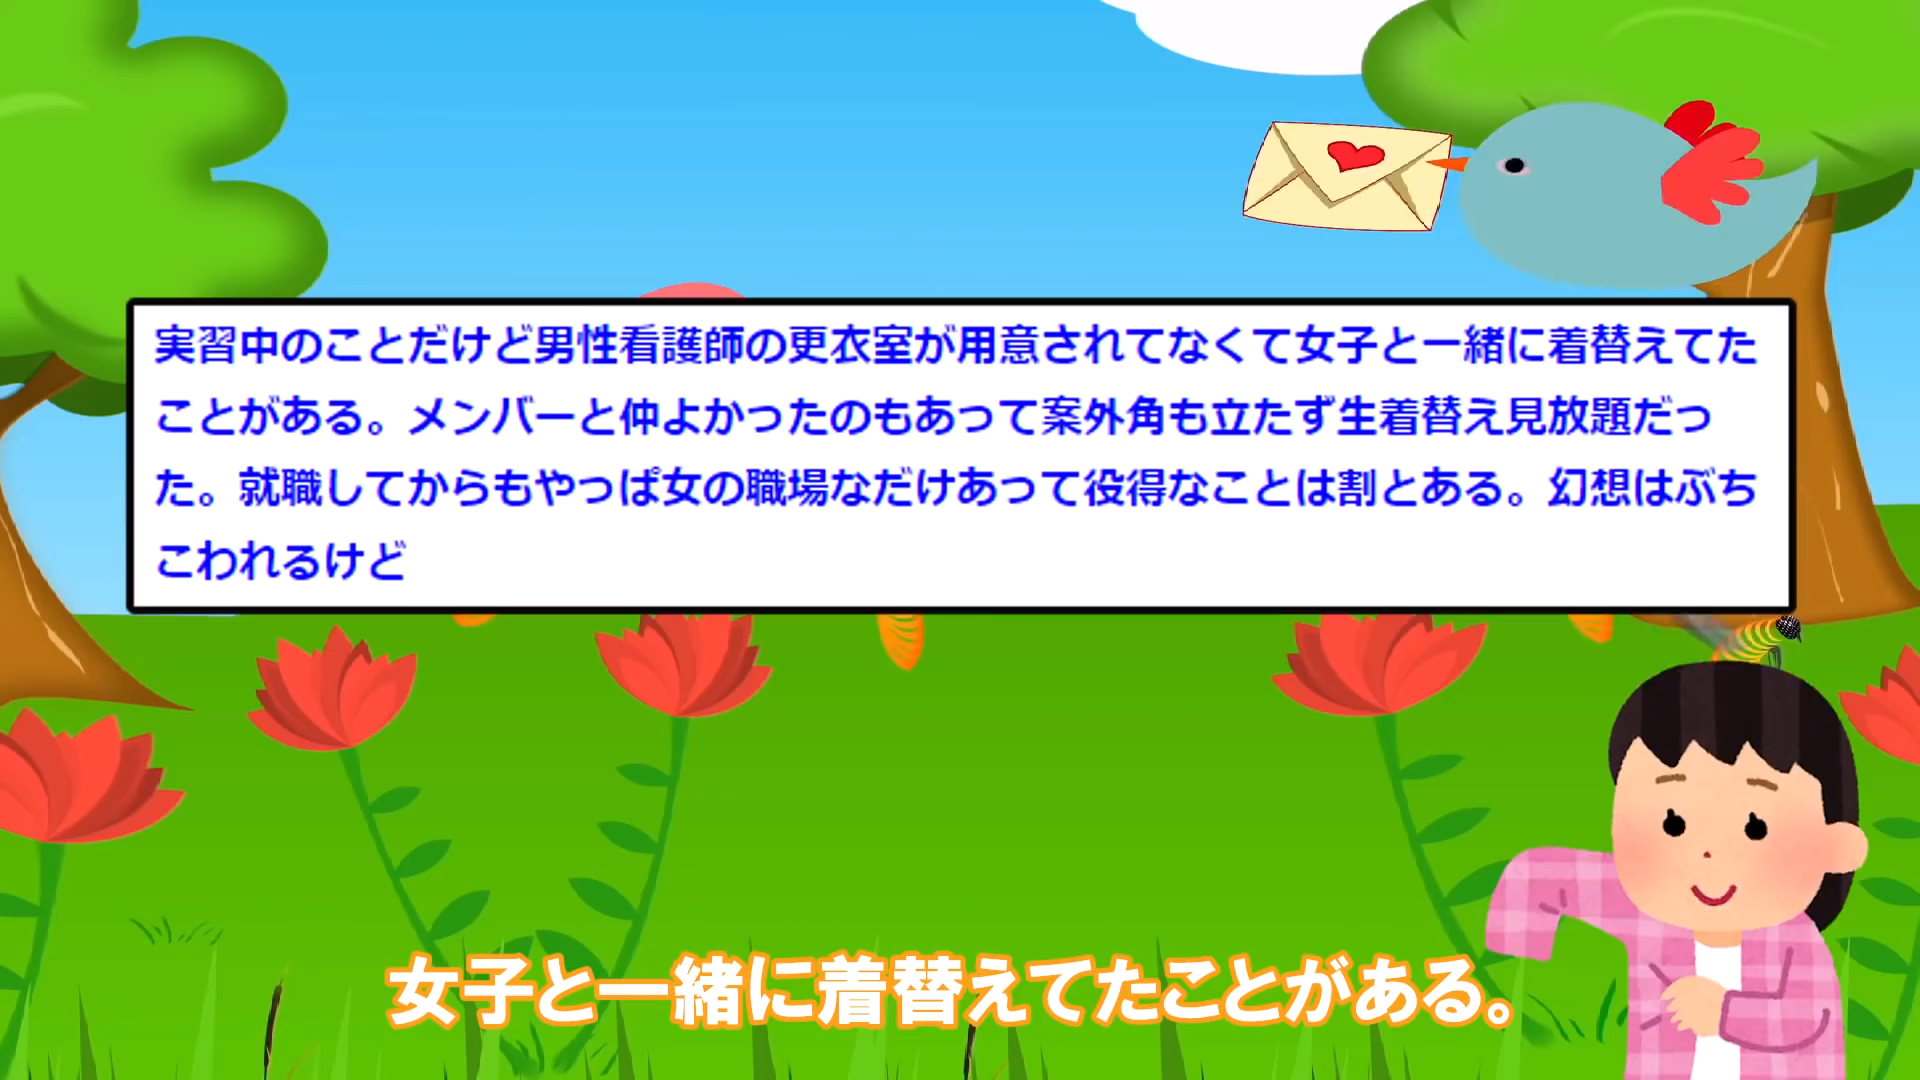 実習中のことだけど男性看護師の更衣室が用意されてなくて女子と一緒に着替えてた
ことがある。メンバーと仲よかったのもあって案外角も立たず生着替え見放題だっ
た。就職してからもやっぱ女の職場なだけあって役得なことは割とある。幻想はぶち
こわれるけど
女子と一緒に着替えてたことがある。